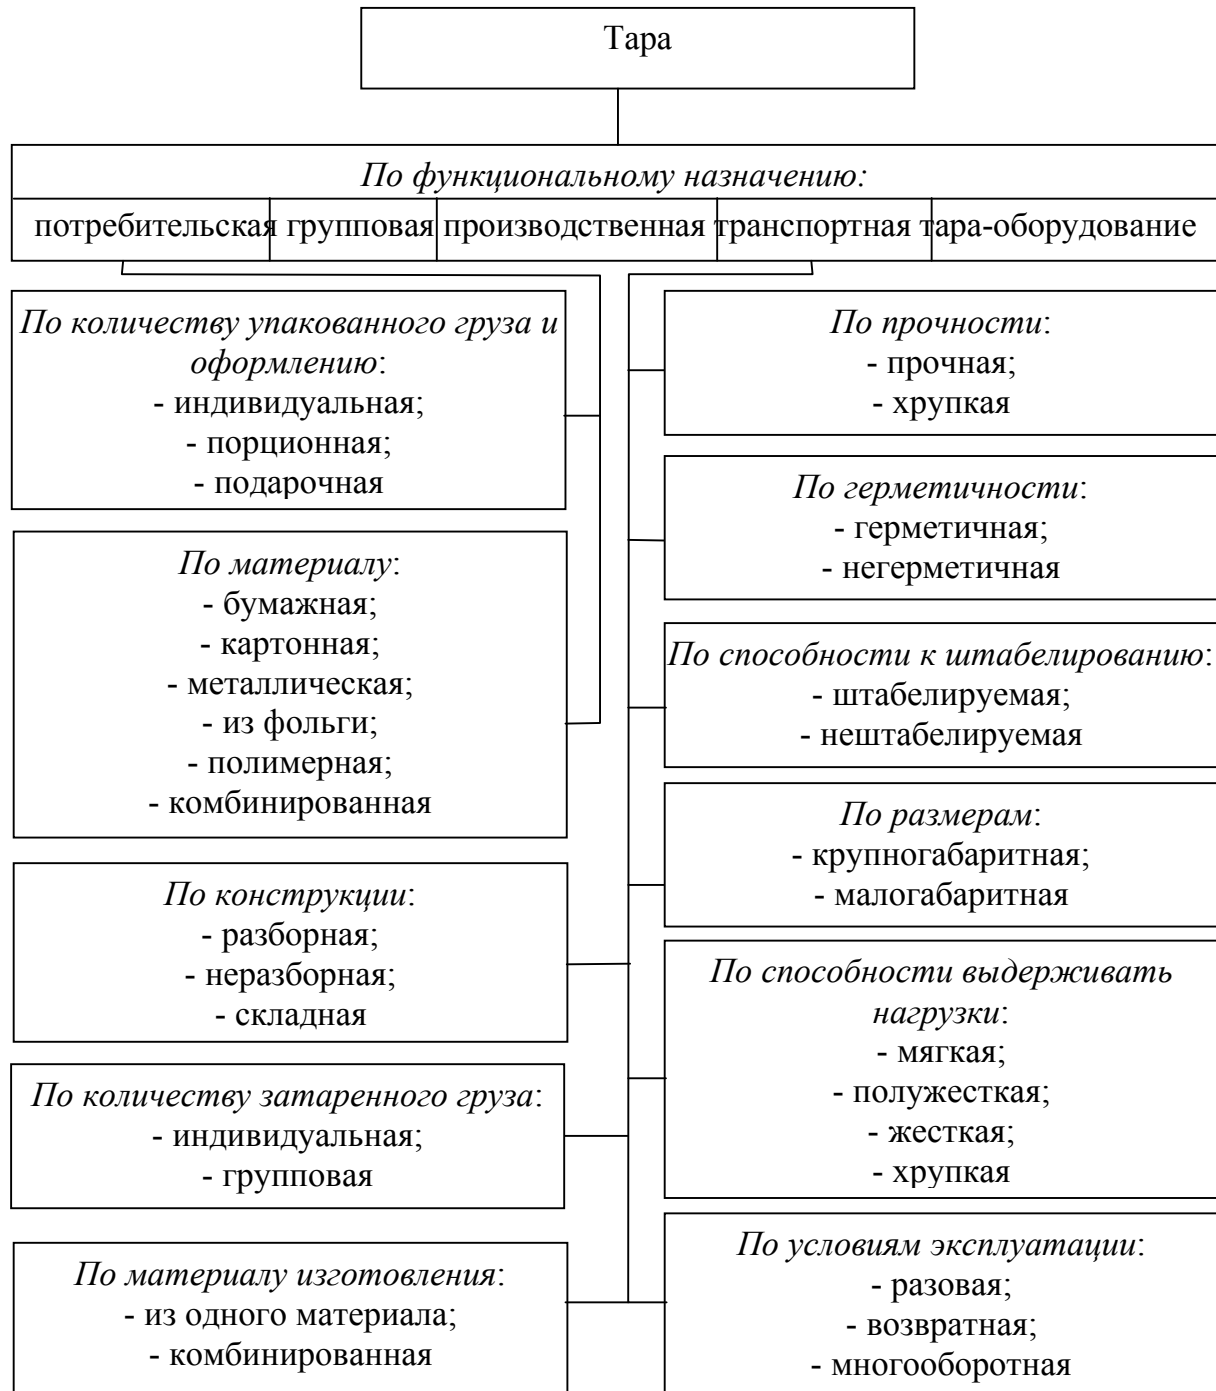 Тара
По функциональному назначению:
потребительская групповая производственная транспортная тара-оборудование
По количеству упакованного груза и
оформлению:
- индивидуальная;
- порционная;
- подарочная
По материалу:
- бумажная;
- картонная;
- металлическая;
- из фольги;
- полимерная;
- комбинированная
По конструкции:
- разборная;
- неразборная;
- складная
По количеству затаренного груза:
- индивидуальная;
- групповая
По материалу изготовления:
- из одного материала;
- комбинированная
По прочности:
- прочная;
- хрупкая
По герметичности:
- герметичная;
- негерметичная
По способности к штабелированию:
- штабелируемая;
- нештабелируемая
По размерам:
- крупногабаритная;
- малогабаритная
По способности выдерживать
нагрузки:
- мягкая;
- полужесткая;
- жесткая;
- хрупкая
По условиям эксплуатации:
- разовая;
- возвратная;
- многооборотная